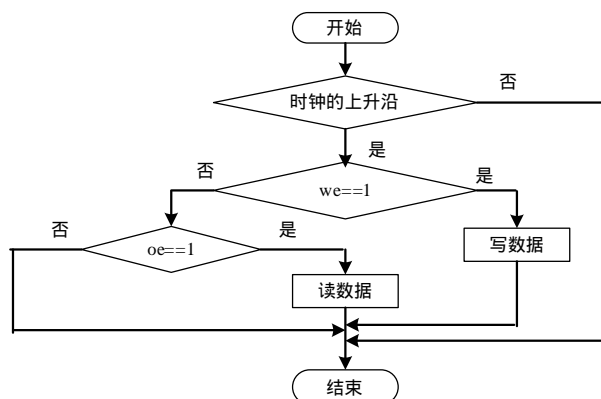 开始
时钟的上升沿
否
是
否
we==1
是
否
oe==1
是
写数据
读数据
结束